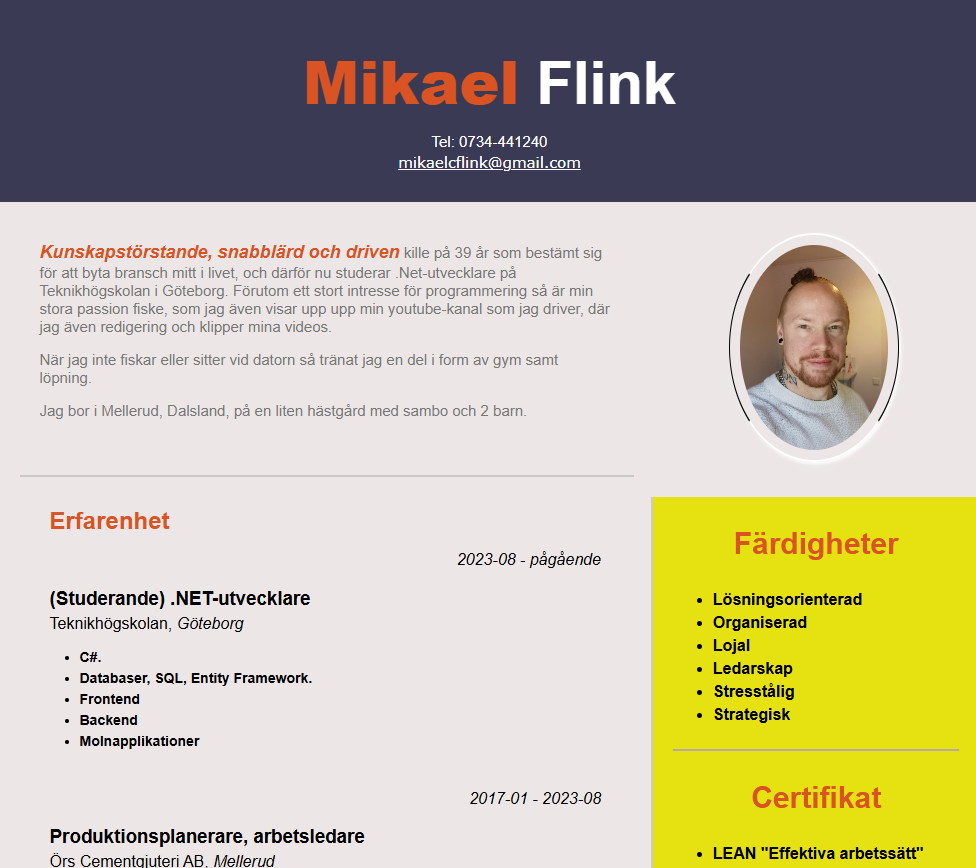 Mikael Flink
Tel: 0734-441240
mikaelcflink@gmail.com
Kunskapstörstande, snabblärd och driven kille på 39 år som bestämt sig
för att byta bransch mitt i livet, och därför nu studerar .Net-utvecklare på
Teknikhögskolan i Göteborg. Förutom ett stort intresse för programmering så är min
stora passion fiske, som jag även visar upp upp min youtube-kanal som jag driver, där
jag även redigering och klipper mina videos.
När jag inte fiskar eller sitter vid datorn så tränat jag en del i form av gym samt
löpning.
Jag bor i Mellerud, Dalsland, på en liten hästgård med sambo och 2 barn.
Erfarenhet
2023-08 - pågående
(Studerande) .NET-utvecklare
Teknikhögskolan, Göteborg
• C#.
• Databaser, SQL, Entity Framework.
• Frontend
• Backend
• Molnapplikationer
2017-01 - 2023-08
Produktionsplanerare, arbetsledare
Örs Cementgjuteri AB, Mellerud
Färdigheter
• Lösningsorienterad
• Organiserad
• Lojal
• Ledarskap
• Stresstålig
• Strategisk
Certifikat
• LEAN "Effektiva arbetssätt"